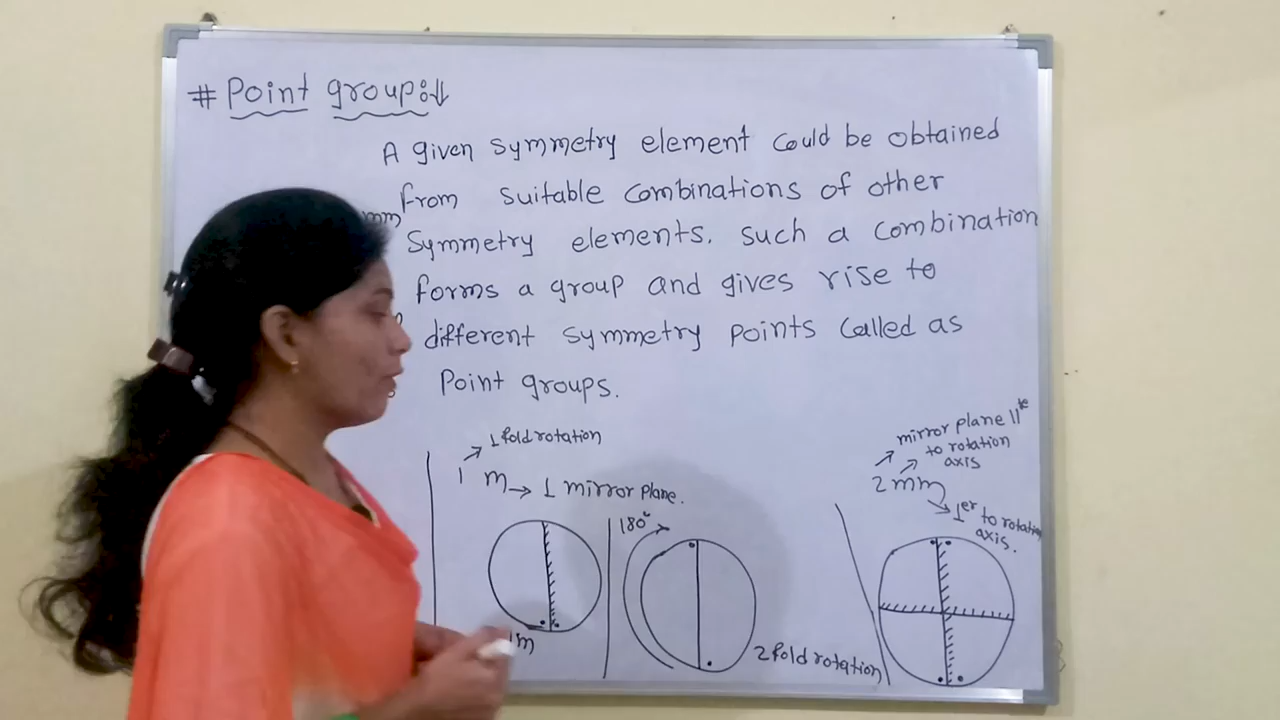 # Point group:↓
A given symmetry element could be obtained
from suitable combinations of other
mm
symmetry elements. such a combination
forms a group and gives rise to
different symmetry points called as
Point groups.
1 fold rotation
1 m → 1 mirror plane.
mirror plane ||le
to rotation
axis
2mm
⊥er to rotation
axis.
180°
1m
2 fold rotation